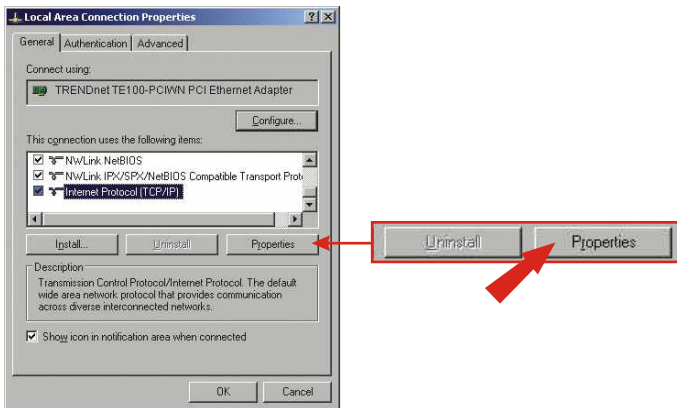 Local Area Connection Properties
General Authentication Advanced
Connect using:
TRENDnet TE100-PCIWN PCI Ethernet Adapter
Configure...
This connection uses the following items:
NWLink NetBIOS
NWLink IPX/SPX/NetBIOS Compatible Transport Proto
Internet Protocol (TCP/IP)
Install... Uninstall Properties
Description
Transmission Control Protocol/Internet Protocol. The default
wide area network protocol that provides communication
across diverse interconnected networks.
Show icon in notification area when connected
OK Cancel
Uninstall Properties